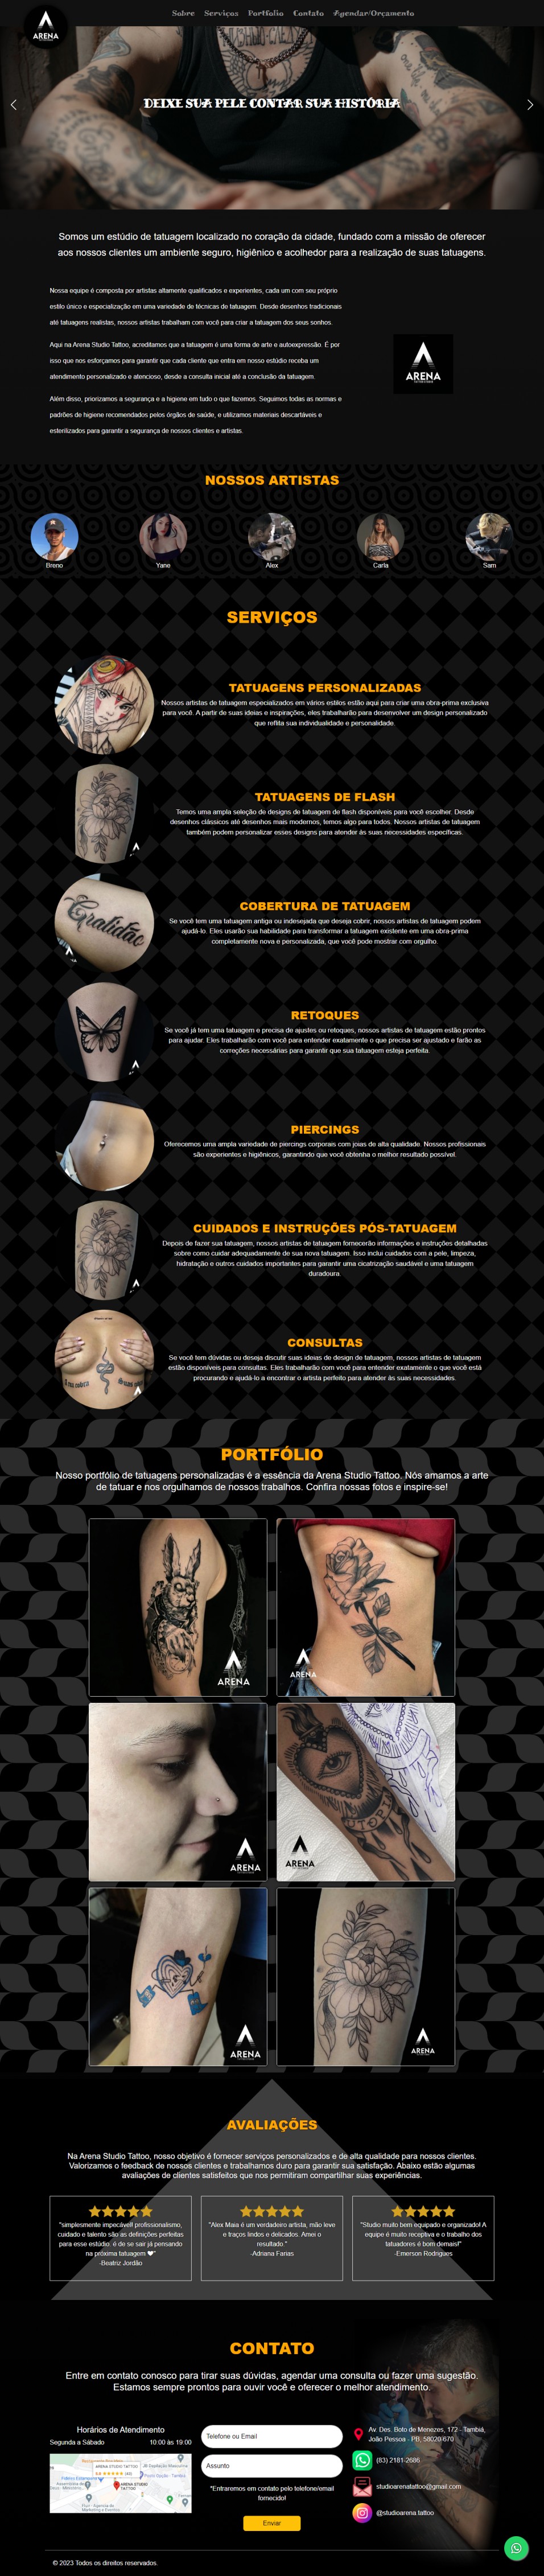 ARENA
Sobre Serviços Portfolio Contato Agendar/Orçamento
DEIXE SUA PELE CONTAR SUA HISTÓRIA
Somos um estúdio de tatuagem localizado no coração da cidade, fundado com a missão de oferecer
aos nossos clientes um ambiente seguro, higiênico e acolhedor para a realização de suas tatuagens.
Nossa equipe é composta por artistas altamente qualificados e experientes, cada um com seu próprio
estilo único e especialização em uma variedade de técnicas de tatuagem. Desde desenhos tradicionais
até tatuagens realistas, nossos artistas trabalham com você para criar a tatuagem dos seus sonhos.
Aqui na Arena Studio Tattoo, acreditamos que a tatuagem é uma forma de arte e autoexpressão. É por
isso que nos esforçamos para garantir que cada cliente que entra em nosso estúdio receba um
atendimento personalizado e atencioso, desde a consulta inicial até a conclusão da tatuagem.
Além disso, priorizamos a segurança e a higiene em tudo o que fazemos. Seguimos todas as normas e
padrões de higiene recomendados pelos órgãos de saúde, e utilizamos materiais descartáveis e
esterilizados para garantir a segurança de nossos clientes e artistas.
ARENA
NOSSOS ARTISTAS
Breno
Yane
Alex
Carla
Sam
SERVIÇOS
TATUAGENS PERSONALIZADAS
Nossos artistas de tatuagem especializados em vários estilos estão aqui para criar uma obra-prima exclusiva
para você. A partir de suas ideias e inspirações, eles trabalharão para desenvolver um design personalizado
que reflita sua individualidade e personalidade.
TATUAGENS DE FLASH
Temos uma ampla seleção de designs de tatuagem de flash disponíveis para você escolher. Desde
desenhos clássicos até desenhos mais modernos, temos algo para todos. Nossos artistas de tatuagem
também podem personalizar esses designs para atender às suas necessidades específicas.
Gratidão
COBERTURA DE TATUAGEM
Se você tem uma tatuagem antiga ou indesejada que deseja cobrir, nossos artistas de tatuagem podem
ajudá-lo. Eles usarão sua habilidade para transformar a tatuagem existente em uma obra-prima
completamente nova e personalizada, que você pode mostrar com orgulho.
RETOQUES
Se você já tem uma tatuagem e precisa de ajustes ou retoques, nossos artistas de tatuagem estão prontos
para ajudar. Eles trabalharão com você para entender exatamente o que precisa ser ajustado e farão as
correções necessárias para garantir que sua tatuagem esteja perfeita.
PIERCINGS
Oferecemos uma ampla variedade de piercings corporais com joias de alta qualidade. Nossos profissionais
são experientes e higiênicos, garantindo que você obtenha o melhor resultado possível.
CUIDADOS E INSTRUÇÕES PÓS-TATUAGEM
Depois de fazer sua tatuagem, nossos artistas de tatuagem fornecerão informações e instruções detalhadas
sobre como cuidar adequadamente de sua nova tatuagem. Isso inclui cuidados com a pele, limpeza,
hidratação e outros cuidados importantes para garantir uma cicatrização saudável e uma tatuagem
duradoura.
CONSULTAS
Se você tem dúvidas ou deseja discutir suas ideias de design de tatuagem, nossos artistas de tatuagem
estão disponíveis para consultas. Eles trabalharão com você para entender exatamente o que você está
procurando e ajudá-lo a encontrar o artista perfeito para atender às suas necessidades.
PORTFÓLIO
Nosso portfólio de tatuagens personalizadas é a essência da Arena Studio Tattoo. Nós amamos a arte
de tatuar e nos orgulhamos de nossos trabalhos. Confira nossas fotos e inspire-se!
ARENA
ARENA
ARENA
ARENA
ARENA
ARENA
AVALIAÇÕES
Na Arena Studio Tattoo, nosso objetivo é fornecer serviços personalizados e de alta qualidade para nossos clientes.
Valorizamos o feedback de nossos clientes e trabalhamos duro para garantir sua satisfação. Abaixo estão algumas
avaliações de clientes satisfeitos que nos permitiram compartilhar suas experiências.
"simplesmente impecável! profissionalismo,
cuidado e talento são as definições perfeitas
para esse estúdio. é de se sair já pensando
na próxima tatuagem ❤"
-Beatriz Jordão
"Alex Maia é um verdadeiro artista, mão leve
e traços lindos e delicados. Amei o
resultado."
-Adriana Farias
"Studio muito bem equipado e organizado! A
equipe é muito receptiva e o trabalho dos
tatuadores é bom demais!"
-Emerson Rodrigues
CONTATO
Entre em contato conosco para tirar suas dúvidas, agendar uma consulta ou fazer uma sugestão.
Estamos sempre prontos para ouvir você e oferecer o melhor atendimento.
Horários de Atendimento
Segunda a Sábado 10:00 às 19:00
ARENA STUDIO TATTOO
ARENA STUDIO
TATTOO
Telefone ou Email
Assunto
*Entraremos em contato pelo telefone/email
fornecido!
Enviar
Av. Des. Boto de Menezes, 172 - Tambiá,
João Pessoa - PB, 58020-670
(83) 2181-2686
studioarenatattoo@gmail.com
@studioarena.tattoo
© 2023 Todos os direitos reservados.